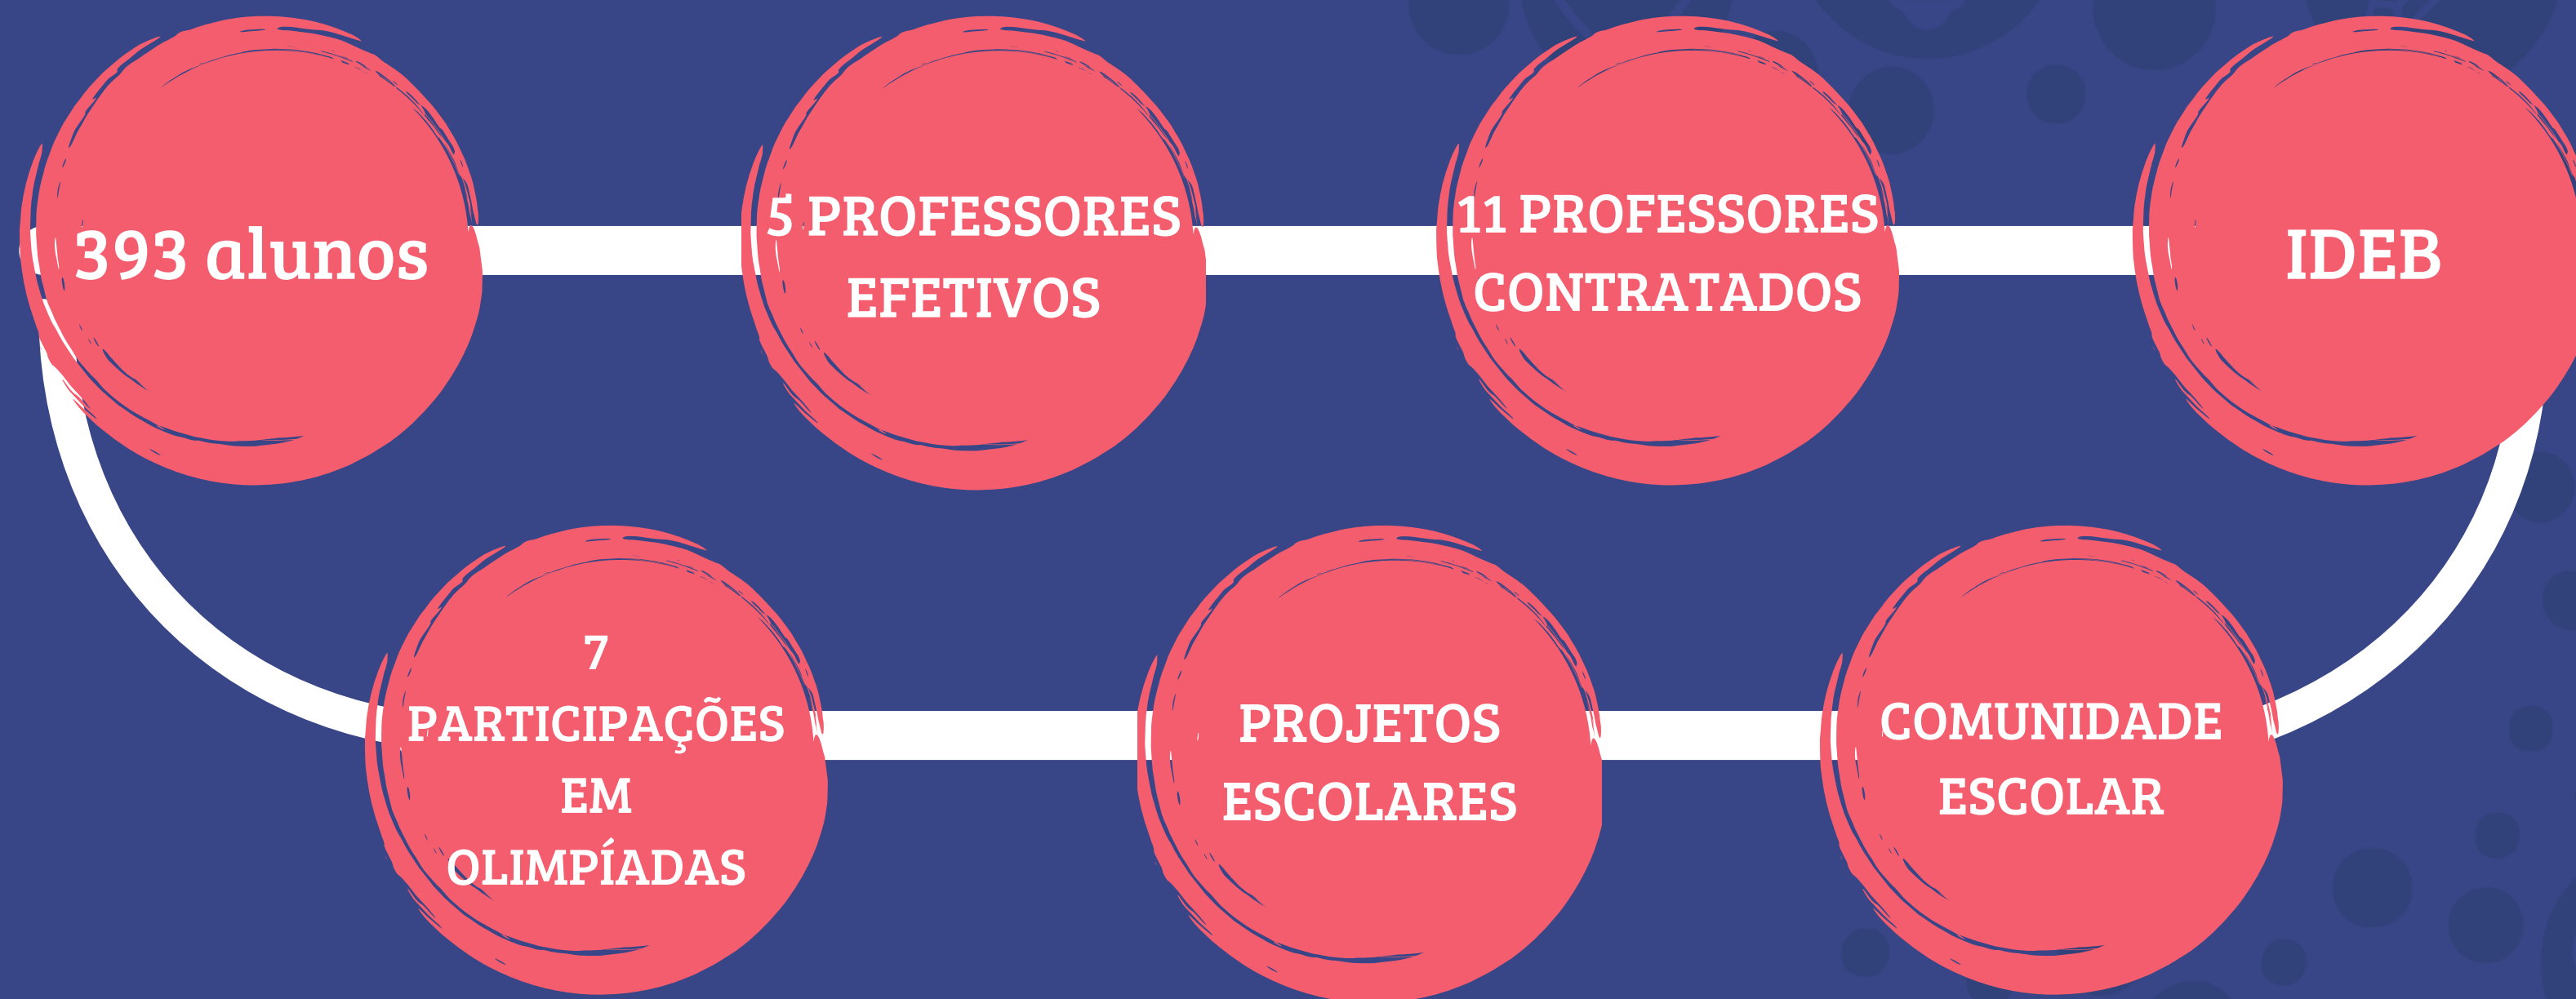 393 alunos
5 PROFESSORES
EFETIVOS
11 PROFESSORES
CONTRATADOS
IDEB
7
PARTICIPAÇÕES
EM
OLIMPÍADAS
PROJETOS
ESCOLARES
COMUNIDADE
ESCOLAR